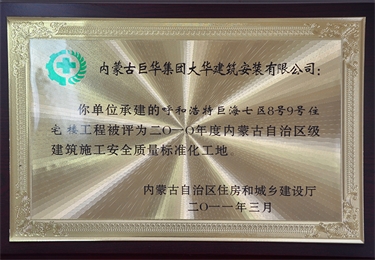 内蒙古巨华集团大华建筑安装有限公司：
你单位承建的呼和浩特巨海七区8号9号住
宅楼工程被评为二〇一〇年度内蒙古自治区级
建筑施工安全质量标准化工地。
内蒙古自治区住房和城乡建设厅
二〇一一年三月